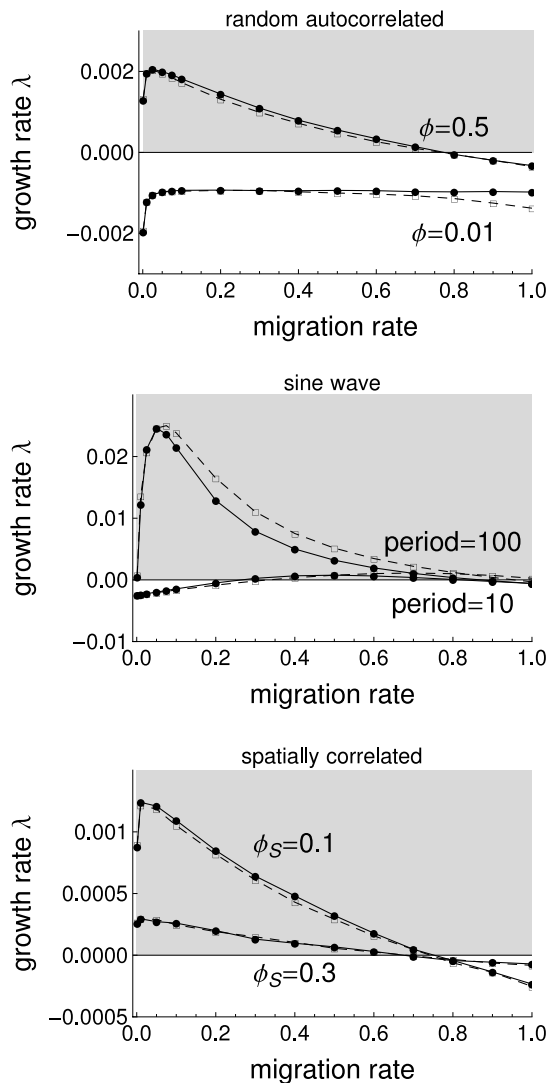 random autocorrelated
growth rate λ
0.002
0.000
−0.002
ϕ=0.5
ϕ=0.01
0.0 0.2 0.4 0.6 0.8 1.0
migration rate
sine wave
growth rate λ
0.02
0.01
0.00
−0.01
period=100
period=10
0.0 0.2 0.4 0.6 0.8 1.0
migration rate
spatially correlated
growth rate λ
0.001
0.0005
0.0000
−0.0005
ϕS=0.1
ϕS=0.3
0.0 0.2 0.4 0.6 0.8 1.0
migration rate